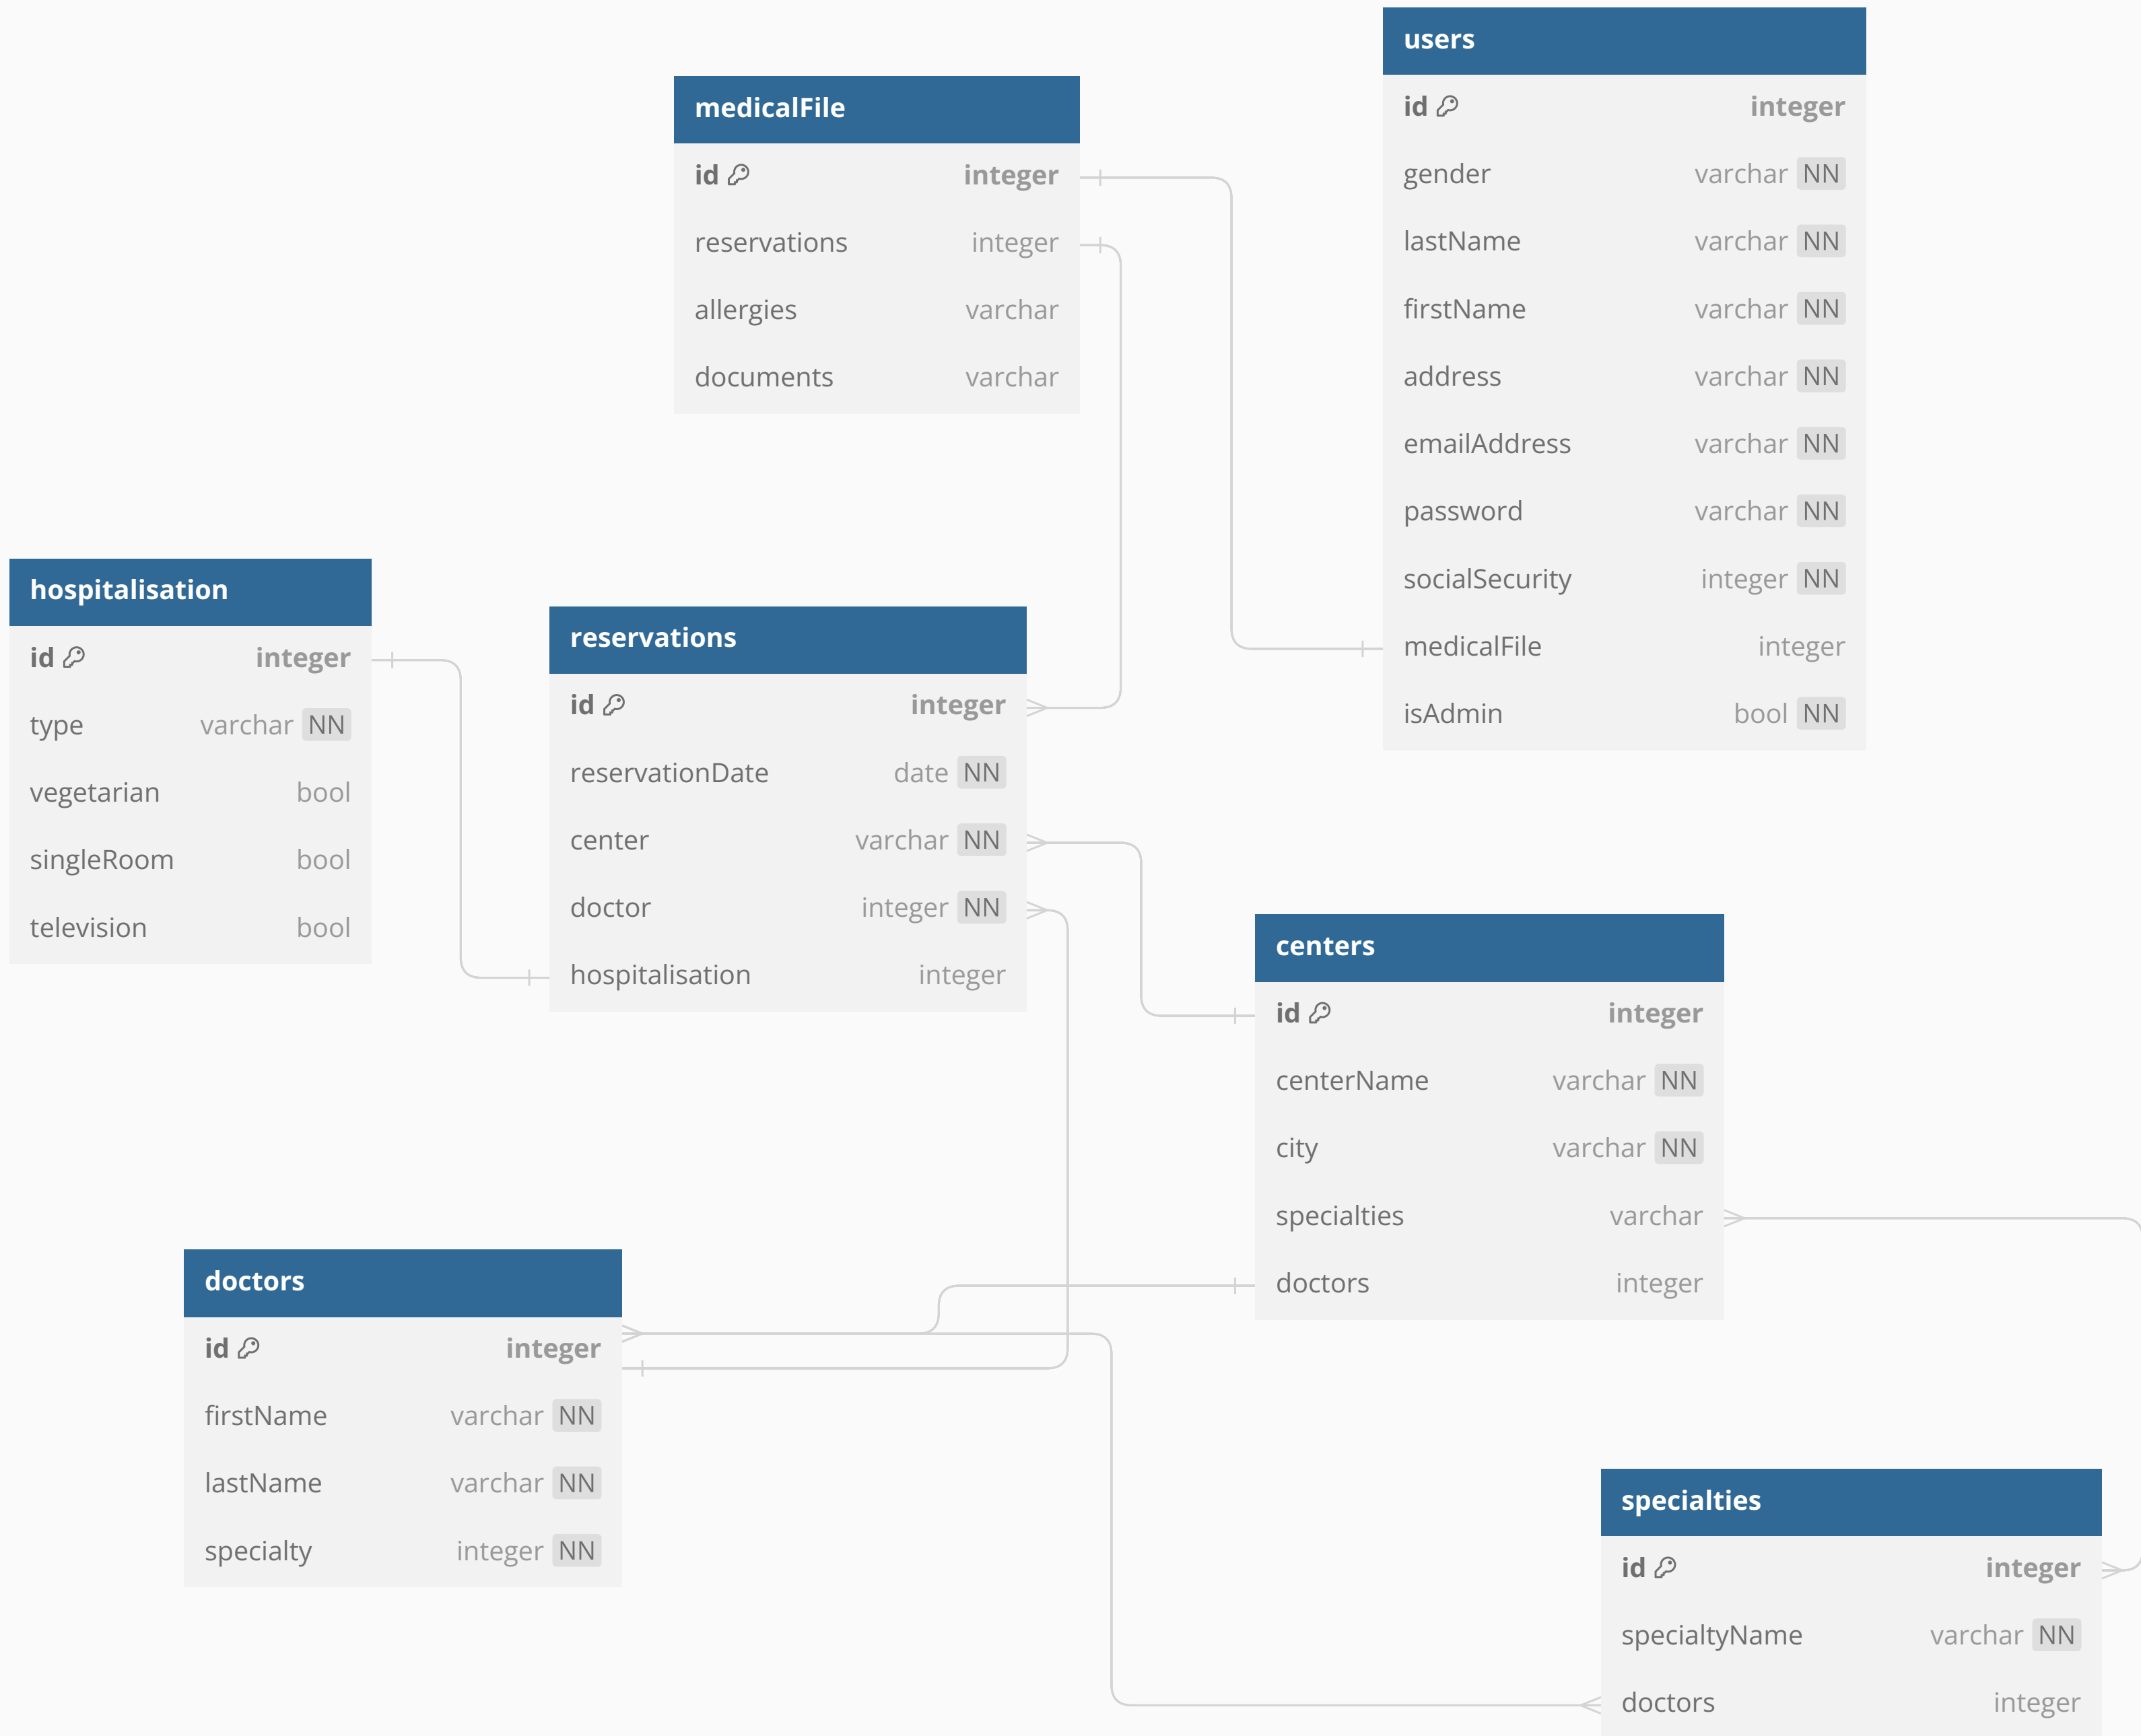 users
id integer
gender varchar NN
lastName varchar NN
firstName varchar NN
address varchar NN
emailAddress varchar NN
password varchar NN
socialSecurity integer NN
medicalFile integer
isAdmin bool NN
medicalFile
id integer
reservations integer
allergies varchar
documents varchar
hospitalisation
id integer
type varchar NN
vegetarian bool
singleRoom bool
television bool
reservations
id integer
reservationDate date NN
center varchar NN
doctor integer NN
hospitalisation integer
centers
id integer
centerName varchar NN
city varchar NN
specialties varchar
doctors integer
doctors
id integer
firstName varchar NN
lastName varchar NN
specialty integer NN
specialties
id integer
specialtyName varchar NN
doctors integer